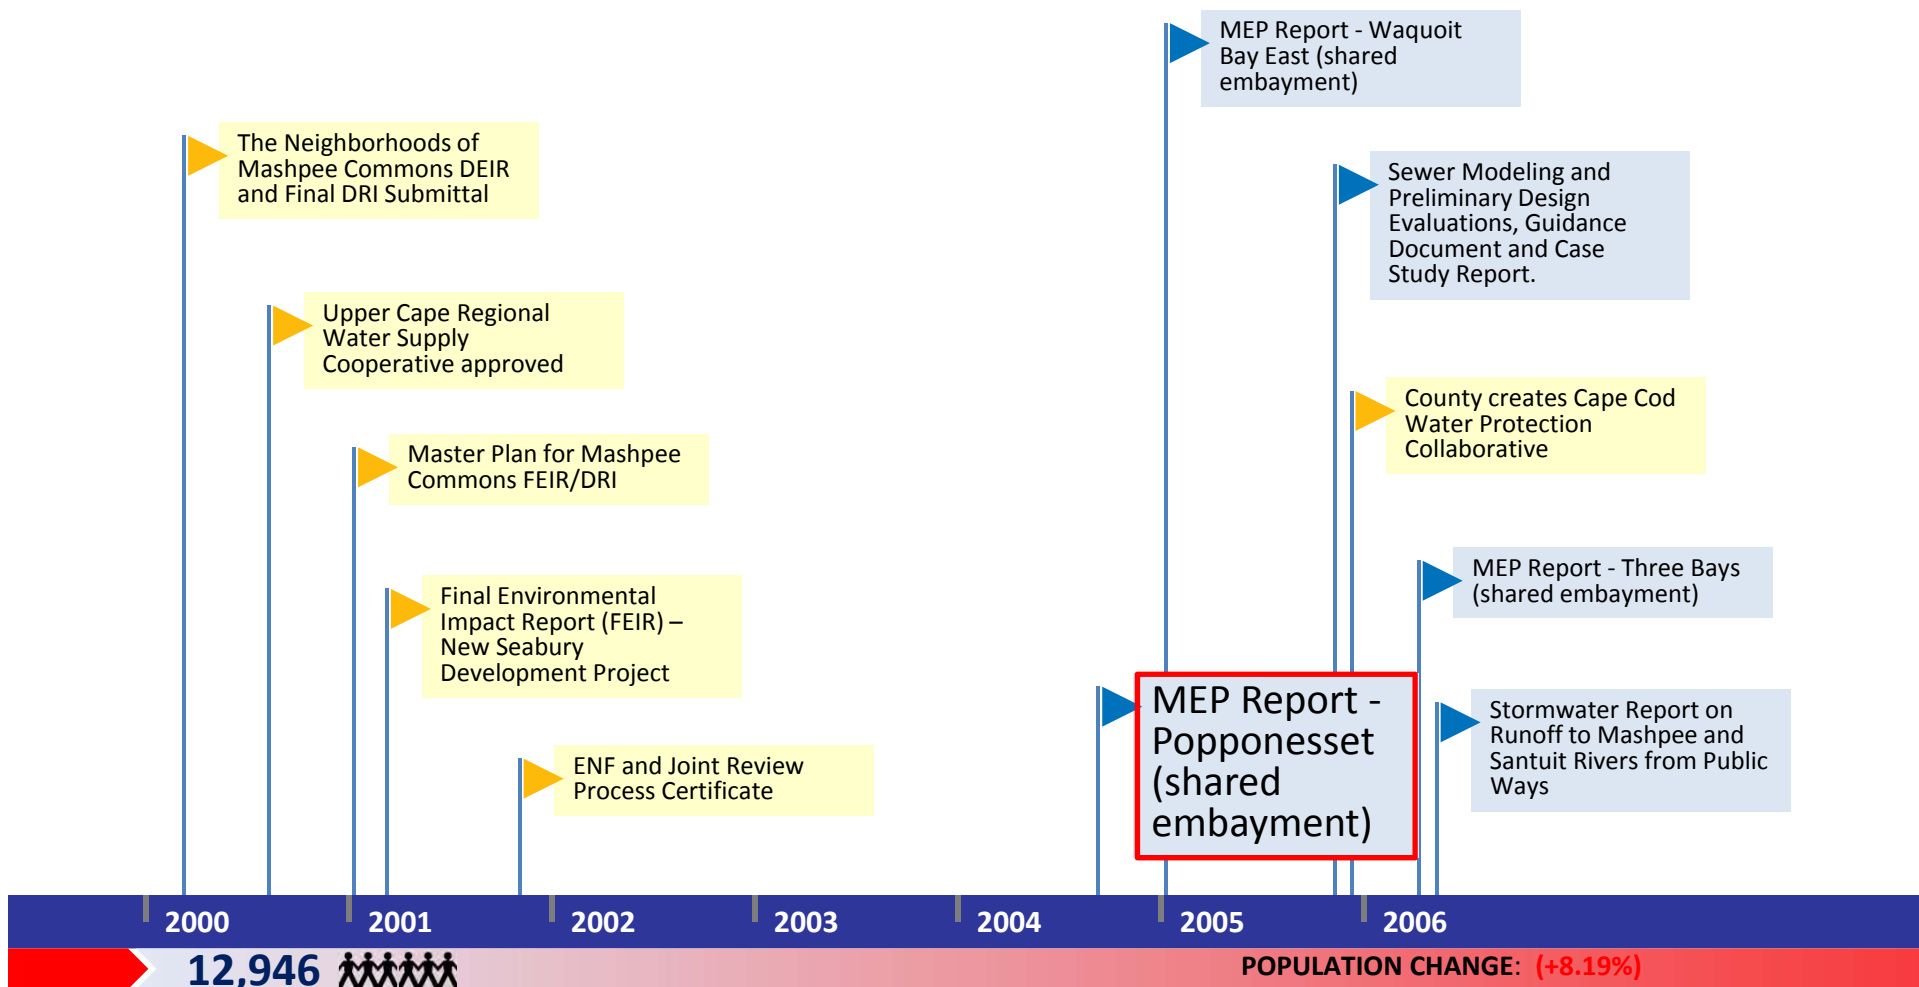 MEP Report - Waquoit
Bay East (shared
embayment)
The Neighborhoods of
Mashpee Commons DEIR
and Final DRI Submittal
Sewer Modeling and
Preliminary Design
Evaluations, Guidance
Document and Case
Study Report.
Upper Cape Regional
Water Supply
Cooperative approved
County creates Cape Cod
Water Protection
Collaborative
Master Plan for Mashpee
Commons FEIR/DRI
MEP Report - Three Bays
(shared embayment)
Final Environmental
Impact Report (FEIR) –
New Seabury
Development Project
MEP Report -
Popponesset
(shared
embayment)
Stormwater Report on
Runoff to Mashpee and
Santuit Rivers from Public
Ways
ENF and Joint Review
Process Certificate
2000 2001 2002 2003 2004 2005 2006
12,946 POPULATION CHANGE: (+8.19%)